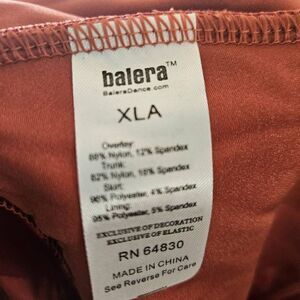 balera™
BaleraDance.com
XLA
Overlay:
88% Nylon, 12% Spandex
Trunk:
82% Nylon, 18% Spandex
Skirt:
96% Polyester, 4% Spandex
Lining:
95% Polyester, 5% Spandex
EXCLUSIVE OF DECORATION
EXCLUSIVE OF ELASTIC
RN 64830
MADE IN CHINA
See Reverse For Care